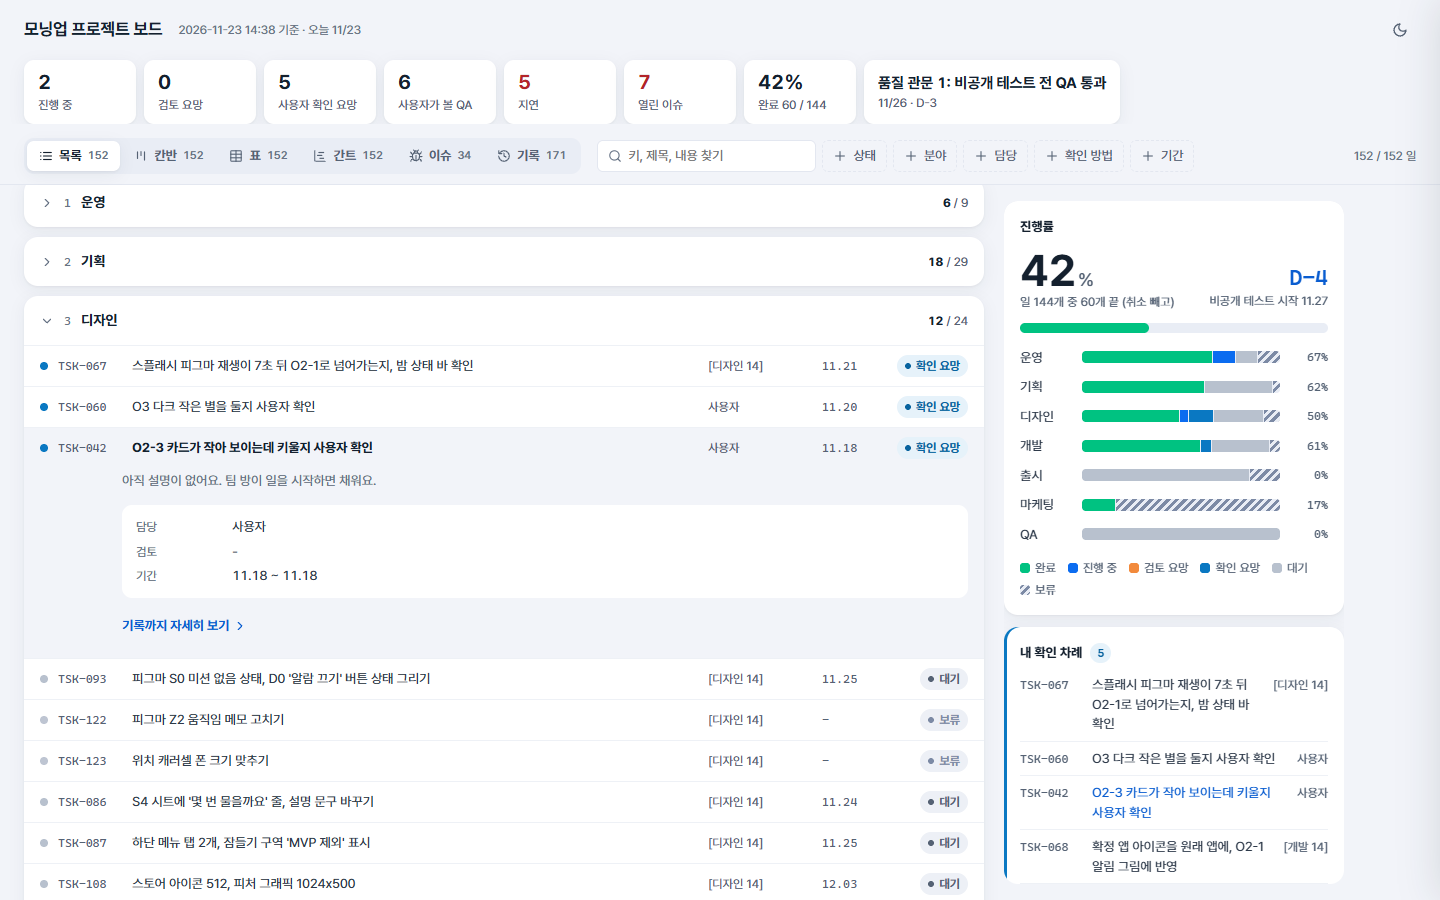 모닝업 프로젝트 보드 2026-11-23 14:38 기준 · 오늘 11/23
2 진행 중
0 검토 요망
5 사용자 확인 요망
6 사용자가 볼 QA
5 지연
7 열린 이슈
42% 완료 60 / 144
품질 관문 1: 비공개 테스트 전 QA 통과
11/26 · D-3
목록 152 칸반 152 표 152 간트 152 이슈 34 기록 171 키, 제목, 내용 찾기 + 상태 + 분야 + 담당 + 확인 방법 + 기간 152 / 152 일
1 운영 6 / 9
2 기획 18 / 29
3 디자인 12 / 24
TSK-067 스플래시 피그마 재생이 7초 뒤 O2-1로 넘어가는지, 밤 상태 바 확인 [디자인 14] 11.21 확인 요망
TSK-060 O3 다크 작은 별을 둘지 사용자 확인 사용자 11.20 확인 요망
TSK-042 O2-3 카드가 작아 보이는데 키울지 사용자 확인 사용자 11.18 확인 요망
아직 설명이 없어요. 팀 방이 일을 시작하면 채워요.
담당 사용자
검토 -
기간 11.18 ~ 11.18
기록까지 자세히 보기
TSK-093 피그마 S0 미션 없음 상태, D0 '알람 끄기' 버튼 상태 그리기 [디자인 14] 11.25 대기
TSK-122 피그마 Z2 움직임 메모 고치기 [디자인 14] – 보류
TSK-123 위치 캐러셀 폰 크기 맞추기 [디자인 14] – 보류
TSK-086 S4 시트에 '몇 번 물을까요' 줄, 설명 문구 바꾸기 [디자인 14] 11.24 대기
TSK-087 하단 메뉴 탭 2개, 잠들기 구역 'MVP 제외' 표시 [디자인 14] 11.25 대기
TSK-108 스토어 아이콘 512, 피처 그래픽 1024x500 [디자인 14] 12.03 대기
진행률
42 % D-4
일 144개 중 60개 끝 (취소 빼고) 비공개 테스트 시작 11.27
운영 67%
기획 62%
디자인 50%
개발 61%
출시 0%
마케팅 17%
QA 0%
완료 진행 중 검토 요망 확인 요망 대기
보류
내 확인 차례 5
TSK-067 스플래시 피그마 재생이 7초 뒤 [디자인 14]
O2-1로 넘어가는지, 밤 상태 바
확인
TSK-060 O3 다크 작은 별을 둘지 사용자 확인 사용자
TSK-042 O2-3 카드가 작아 보이는데 키울지 사용자
사용자 확인
TSK-068 확정 앱 아이콘을 원래 앱에, O2-1 [개발 14]
알림 그림에 반영